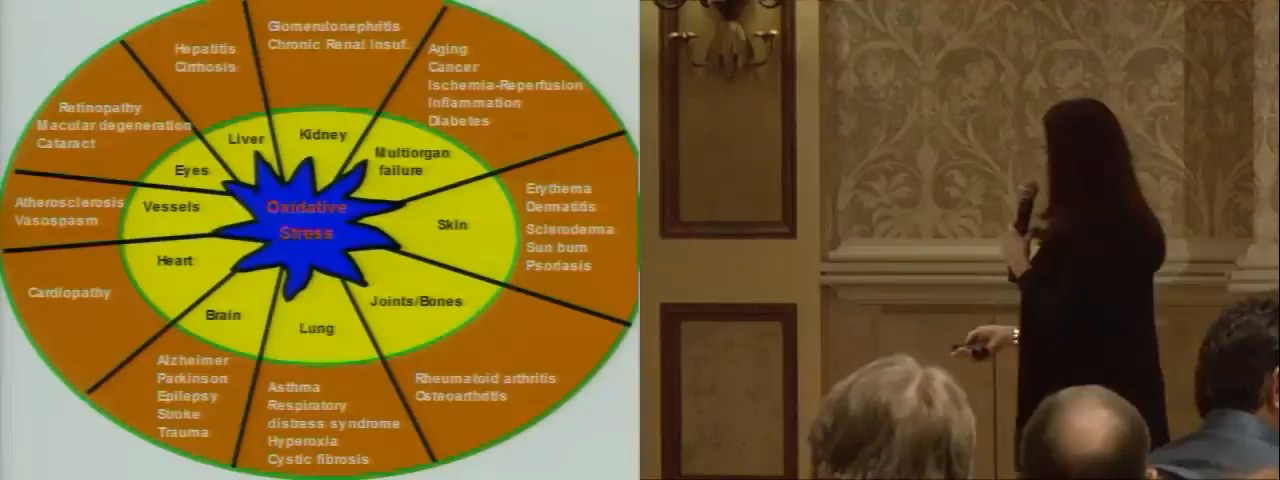 Glomerulonephritis
Chronic Renal Insuf.
Hepatitis
Cirrhosis
Aging
Cancer
Ischemia-Reperfusion
Inflammation
Diabetes
Retinopathy
Macular degeneration
Cataract
Liver
Kidney
Multiorgan
failure
Eyes
Vessels
Oxidative
Stress
Skin
Erythema
Dermatitis
Scleroderma
Sun burn
Psoriasis
Atherosclerosis
Vasospasm
Heart
Cardiopathy
Brain
Lung
Joints/Bones
Alzheimer
Parkinson
Epilepsy
Stroke
Trauma
Asthma
Respiratory
distress syndrome
Hyperoxia
Cystic fibrosis
Rheumatoid arthritis
Osteoarthritis